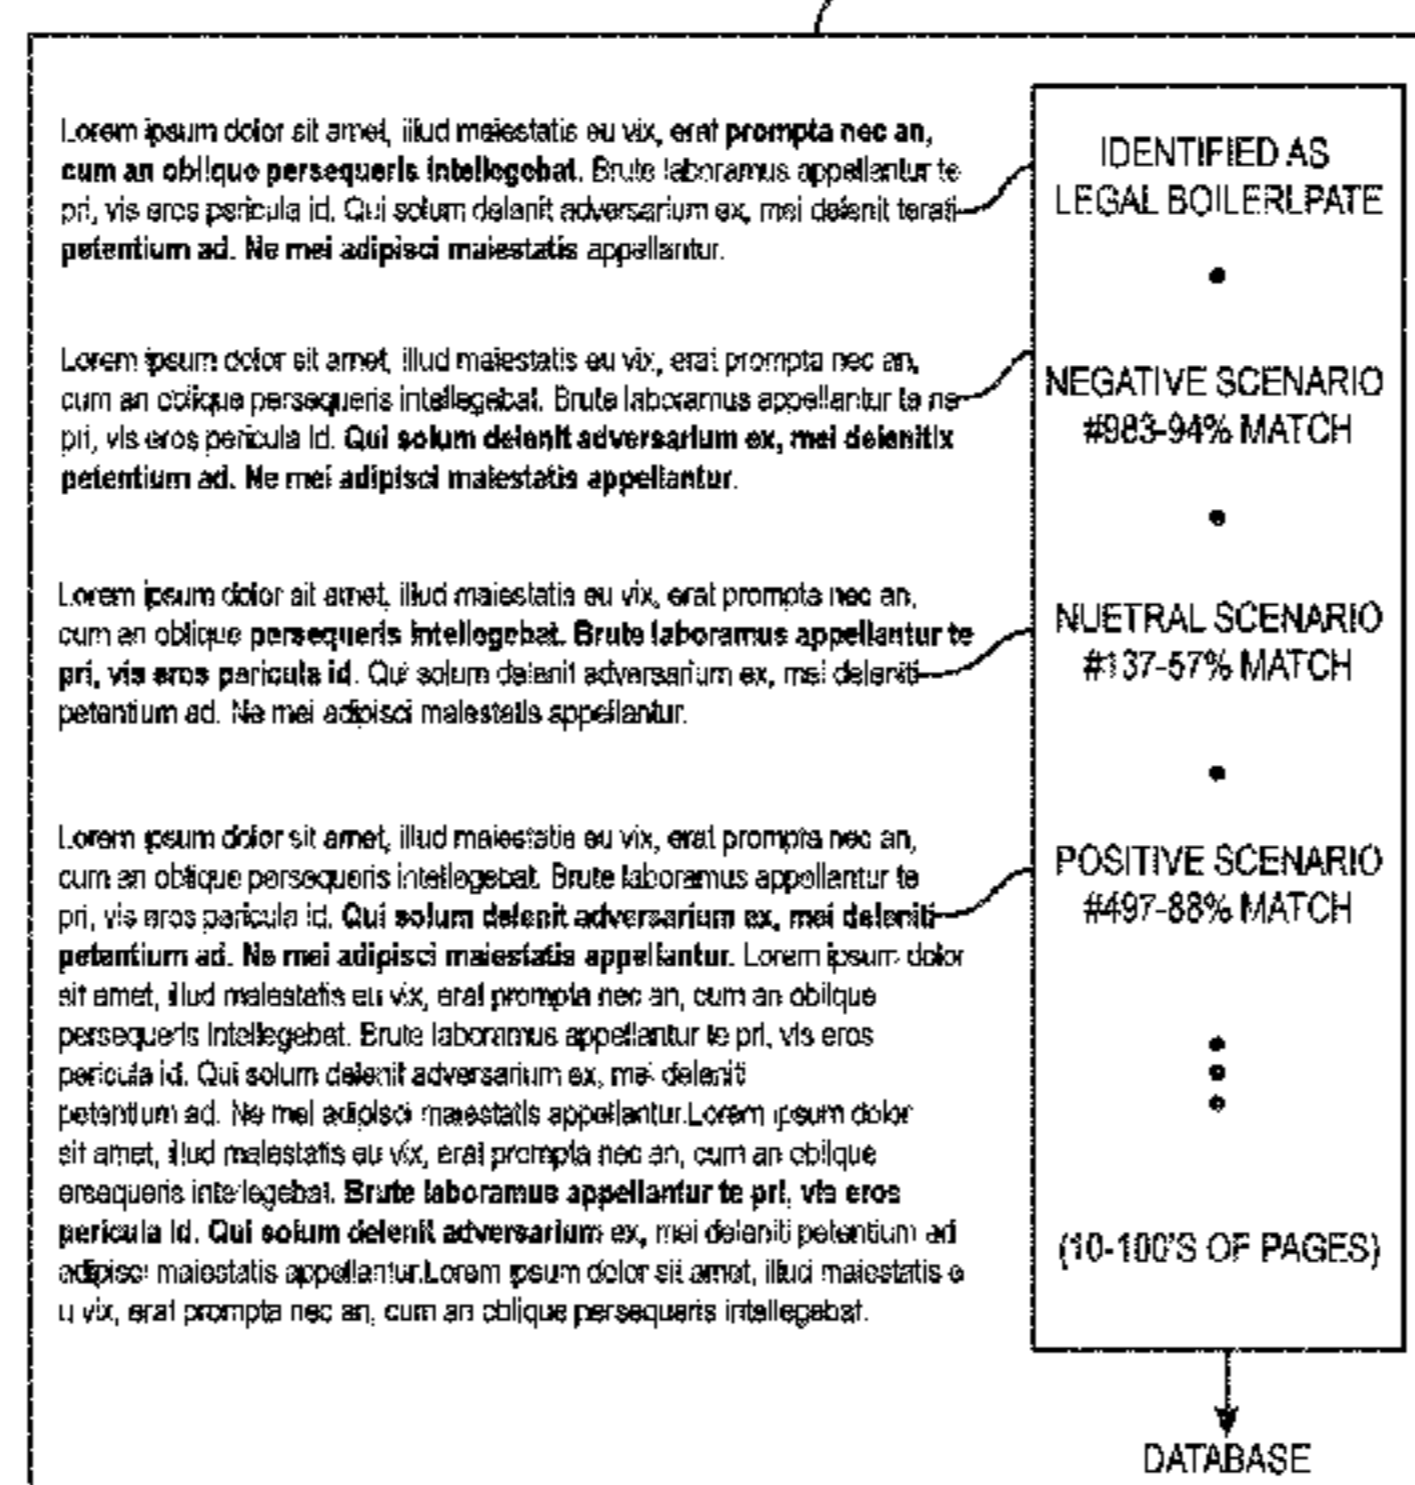 Lorem ipsum dolor sit amet, illud maiestatis eu vix, erat prompta nec an,
cum an oblique persequeris intellegebat. Brute laboramus appellantur te
pri, vis eros pericula id. Qui solum delenit adversarium ex, mei delenit terati
petentium ad. Ne mei adipisci maiestatis appellantur.
Lorem ipsum dolor sit amet, illud maiestatis eu vix, erat prompta nec an,
cum an oblique persequeris intellegebat. Brute laboramus appellantur te ne
pri, vis eros pericula id. Qui solum delenit adversarium ex, mei delenitix
petentium ad. Ne mei adipisci maiestatis appellantur.
Lorem ipsum dolor sit amet, illud maiestatis eu vix, erat prompta nec an,
cum an oblique persequeris intellegebat. Brute laboramus appellantur te
pri, vis eros pericula id. Qui solum delenit adversarium ex, mei deleniti
petentium ad. Ne mei adipisci maiestatis appellantur.
Lorem ipsum dolor sit amet, illud maiestatis eu vix, erat prompta nec an,
cum an oblique persequeris intellegebat. Brute laboramus appellantur te
pri, vis eros pericula id. Qui solum delenit adversarium ex, mei deleniti
petentium ad. Ne mei adipisci maiestatis appellantur. Lorem ipsum dolor
sit amet, illud maiestatis eu vix, erat prompta nec an, cum an oblique
persequeris intellegebat. Brute laboramus appellantur te pri, vis eros
pericula id. Qui solum delenit adversarium ex, mei deleniti
petentium ad. Ne mei adipisci maiestatis appellantur.Lorem ipsum dolor
sit amet, illud maiestatis eu vix, erat prompta nec an, cum an oblique
ersequeris intellegebat. Brute laboramus appellantur te pri, vis eros
pericula id. Qui solum delenit adversarium ex, mei deleniti petentium ad
adipisci maiestatis appellantur.Lorem ipsum dolor sit amet, illud maiestatis e
u vix, erat prompta nec an, cum an oblique persequeris intellegebat.
IDENTIFIED AS
LEGAL BOILERLPATE
NEGATIVE SCENARIO
#983-94% MATCH
NUETRAL SCENARIO
#137-57% MATCH
POSITIVE SCENARIO
#497-88% MATCH
(10-100'S OF PAGES)
DATABASE